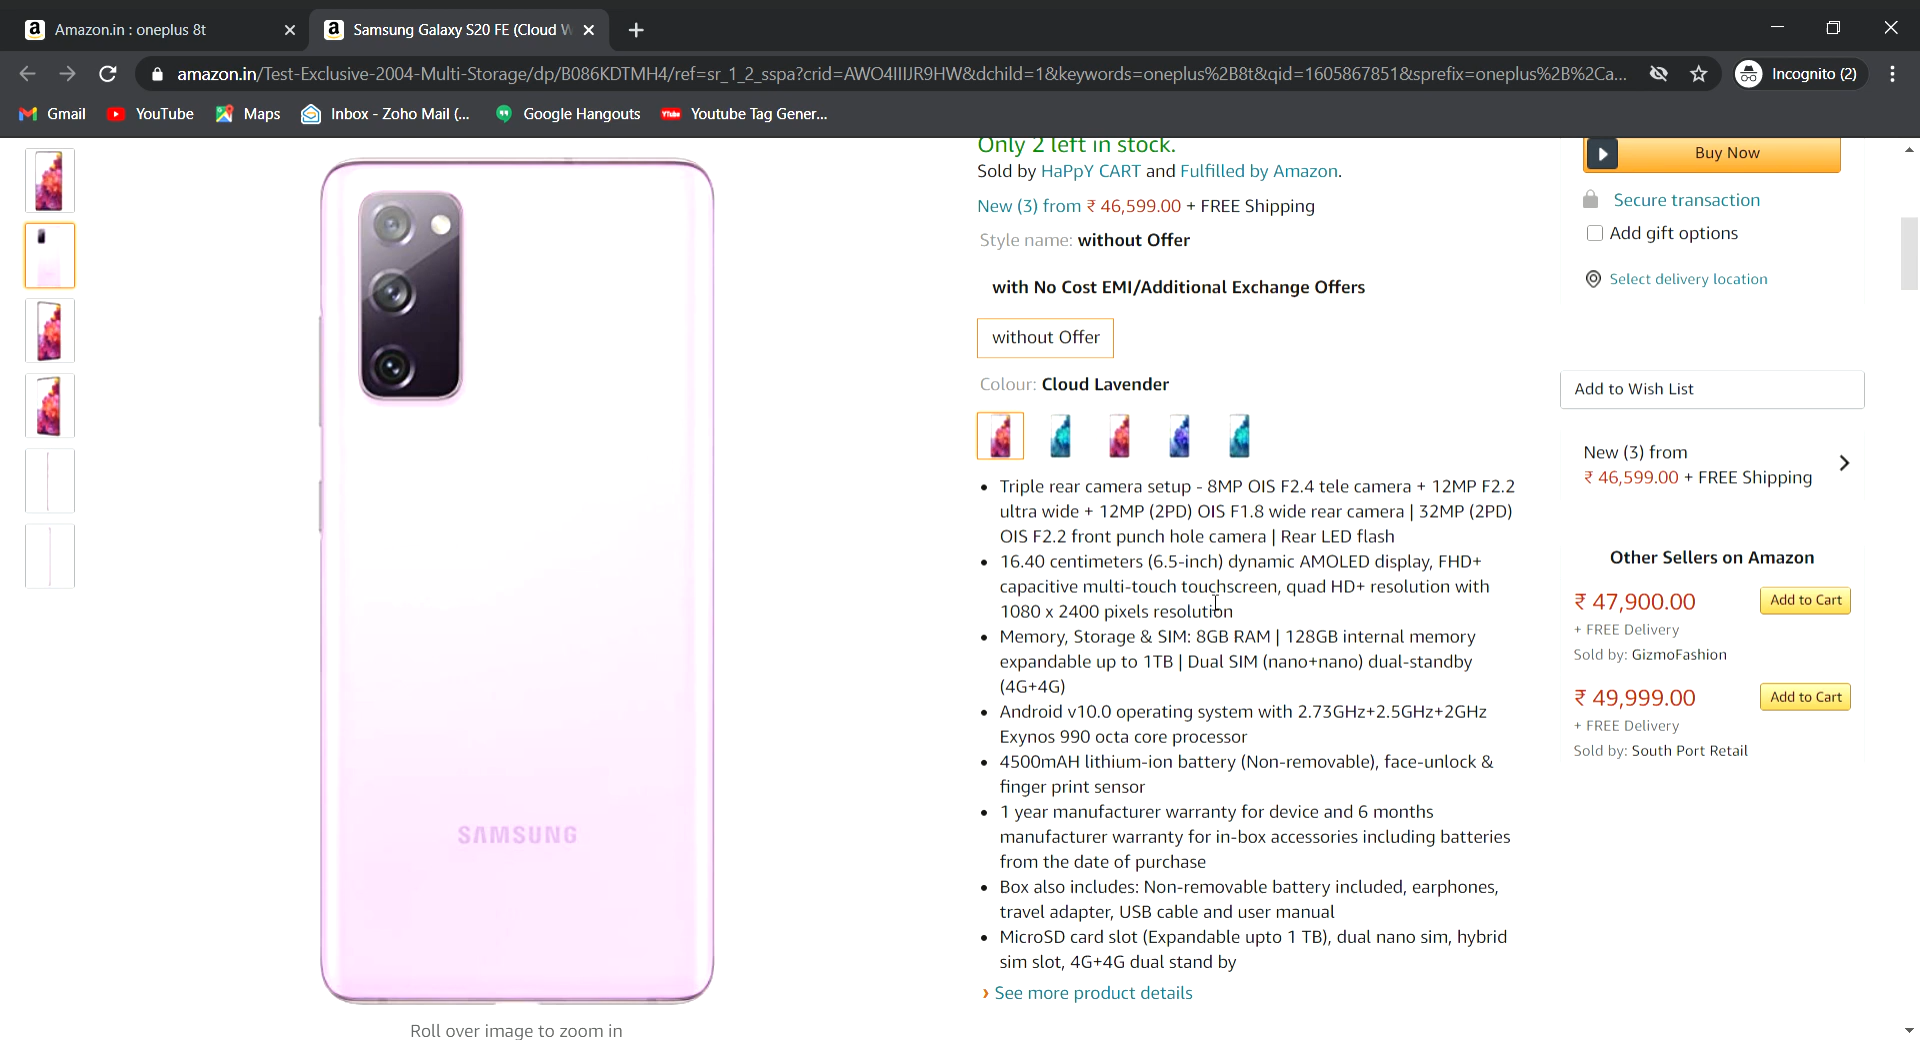 Amazon.in : oneplus 8t
Samsung Galaxy S20 FE (Cloud W
amazon.in/Test-Exclusive-2004-Multi-Storage/dp/B086KDTMH4/ref=sr_1_2_sspa?crid=AWO4IIIJR9HW&dchild=1&keywords=oneplus%2B8t&qid=1605867851&sprefix=oneplus%2B%2Ca...
Incognito (2)
Gmail
YouTube
Maps
Inbox - Zoho Mail (...
Google Hangouts
Youtube Tag Gener...
Only 2 left in stock.
Sold by HaPpY CART and Fulfilled by Amazon.
New (3) from ₹ 46,599.00 + FREE Shipping
Style name: without Offer
with No Cost EMI/Additional Exchange Offers
without Offer
Colour: Cloud Lavender
• Triple rear camera setup - 8MP OIS F2.4 tele camera + 12MP F2.2
ultra wide + 12MP (2PD) OIS F1.8 wide rear camera | 32MP (2PD)
OIS F2.2 front punch hole camera | Rear LED flash
• 16.40 centimeters (6.5-inch) dynamic AMOLED display, FHD+
capacitive multi-touch touchscreen, quad HD+ resolution with
1080 x 2400 pixels resolution
• Memory, Storage & SIM: 8GB RAM | 128GB internal memory
expandable up to 1TB | Dual SIM (nano+nano) dual-standby
(4G+4G)
• Android v10.0 operating system with 2.73GHz+2.5GHz+2GHz
Exynos 990 octa core processor
• 4500mAH lithium-ion battery (Non-removable), face-unlock &
finger print sensor
• 1 year manufacturer warranty for device and 6 months
manufacturer warranty for in-box accessories including batteries
from the date of purchase
• Box also includes: Non-removable battery included, earphones,
travel adapter, USB cable and user manual
• MicroSD card slot (Expandable upto 1 TB), dual nano sim, hybrid
sim slot, 4G+4G dual stand by
› See more product details
SAMSUNG
Roll over image to zoom in
Buy Now
Secure transaction
Add gift options
Select delivery location
Add to Wish List
New (3) from
₹ 46,599.00 + FREE Shipping
Other Sellers on Amazon
₹ 47,900.00
Add to Cart
+ FREE Delivery
Sold by: GizmoFashion
₹ 49,999.00
Add to Cart
+ FREE Delivery
Sold by: South Port Retail